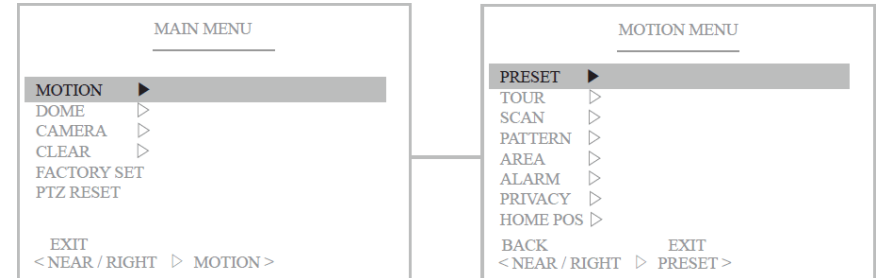 MAIN MENU
MOTION ▶
DOME ▷
CAMERA ▷
CLEAR ▷
FACTORY SET
PTZ RESET
EXIT
< NEAR / RIGHT ▷ MOTION >
MOTION MENU
PRESET ▶
TOUR ▷
SCAN ▷
PATTERN ▷
AREA ▷
ALARM ▷
PRIVACY ▷
HOME POS ▷
BACK EXIT
< NEAR / RIGHT ▷ PRESET >